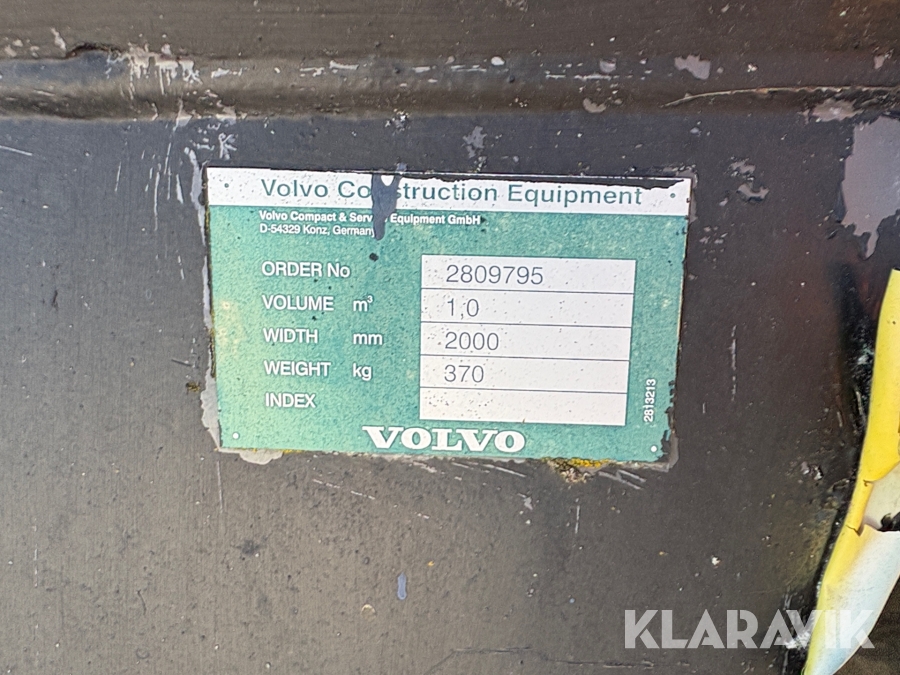 Volvo Construction Equipment
Volvo Compact & Service Equipment GmbH
D-54329 Konz, Germany
ORDER No 2809795
VOLUME m³ 1,0
WIDTH mm 2000
WEIGHT kg 370
INDEX
2813213
VOLVO
KLARAVIK